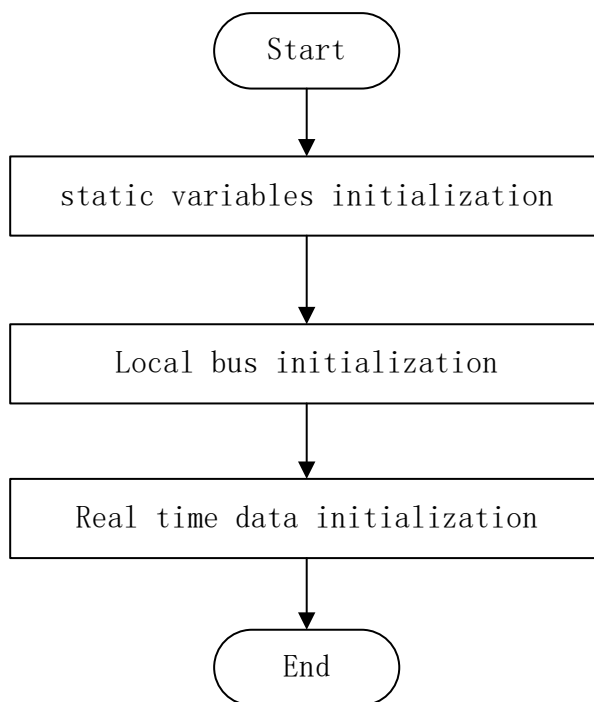 Start
static variables initialization
Local bus initialization
Real time data initialization
End